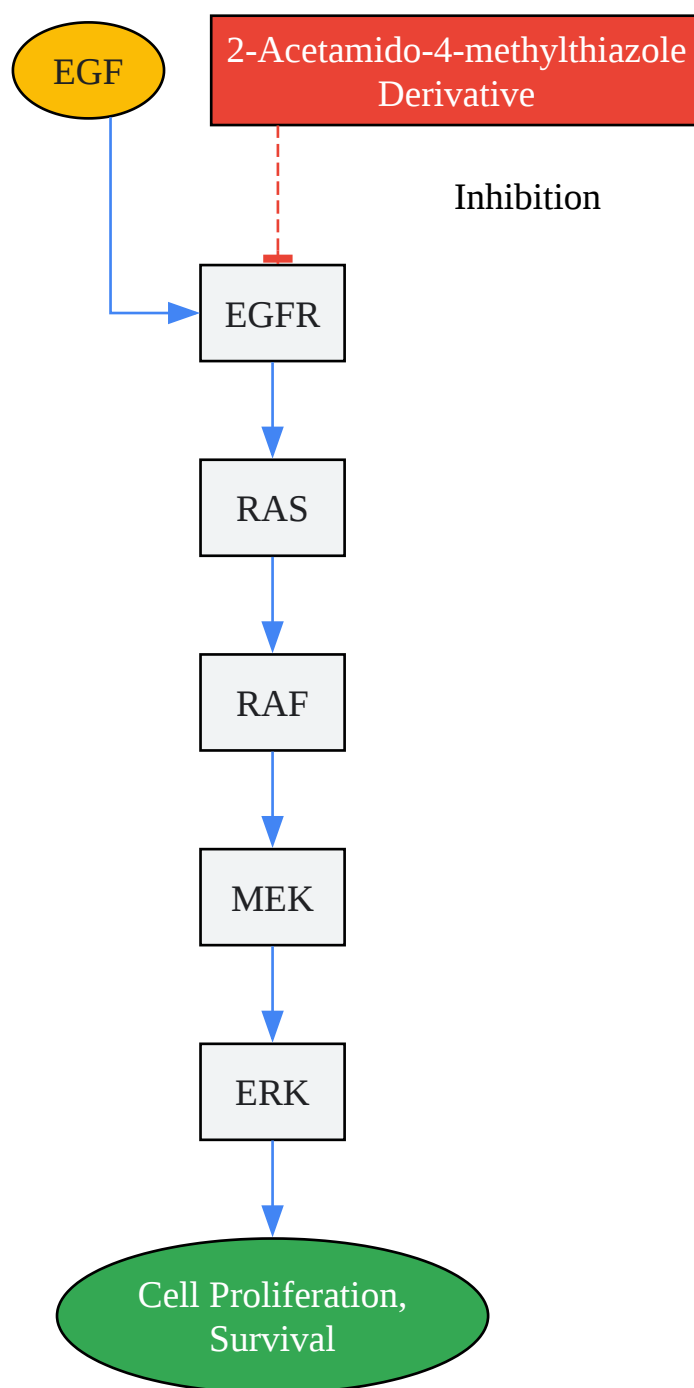 EGF
2-Acetamido-4-methylthiazole
Derivative
Inhibition
EGFR
RAS
RAF
MEK
ERK
Cell Proliferation,
Survival